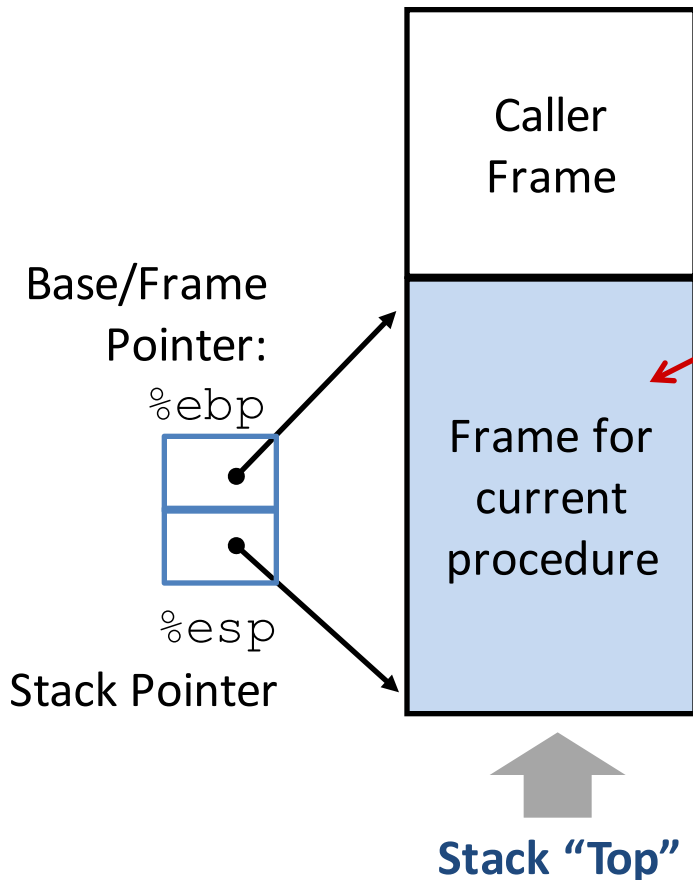 Caller
Frame
Base/Frame
Pointer:
%ebp
Frame for
current
procedure
%esp
Stack Pointer
Stack “Top”